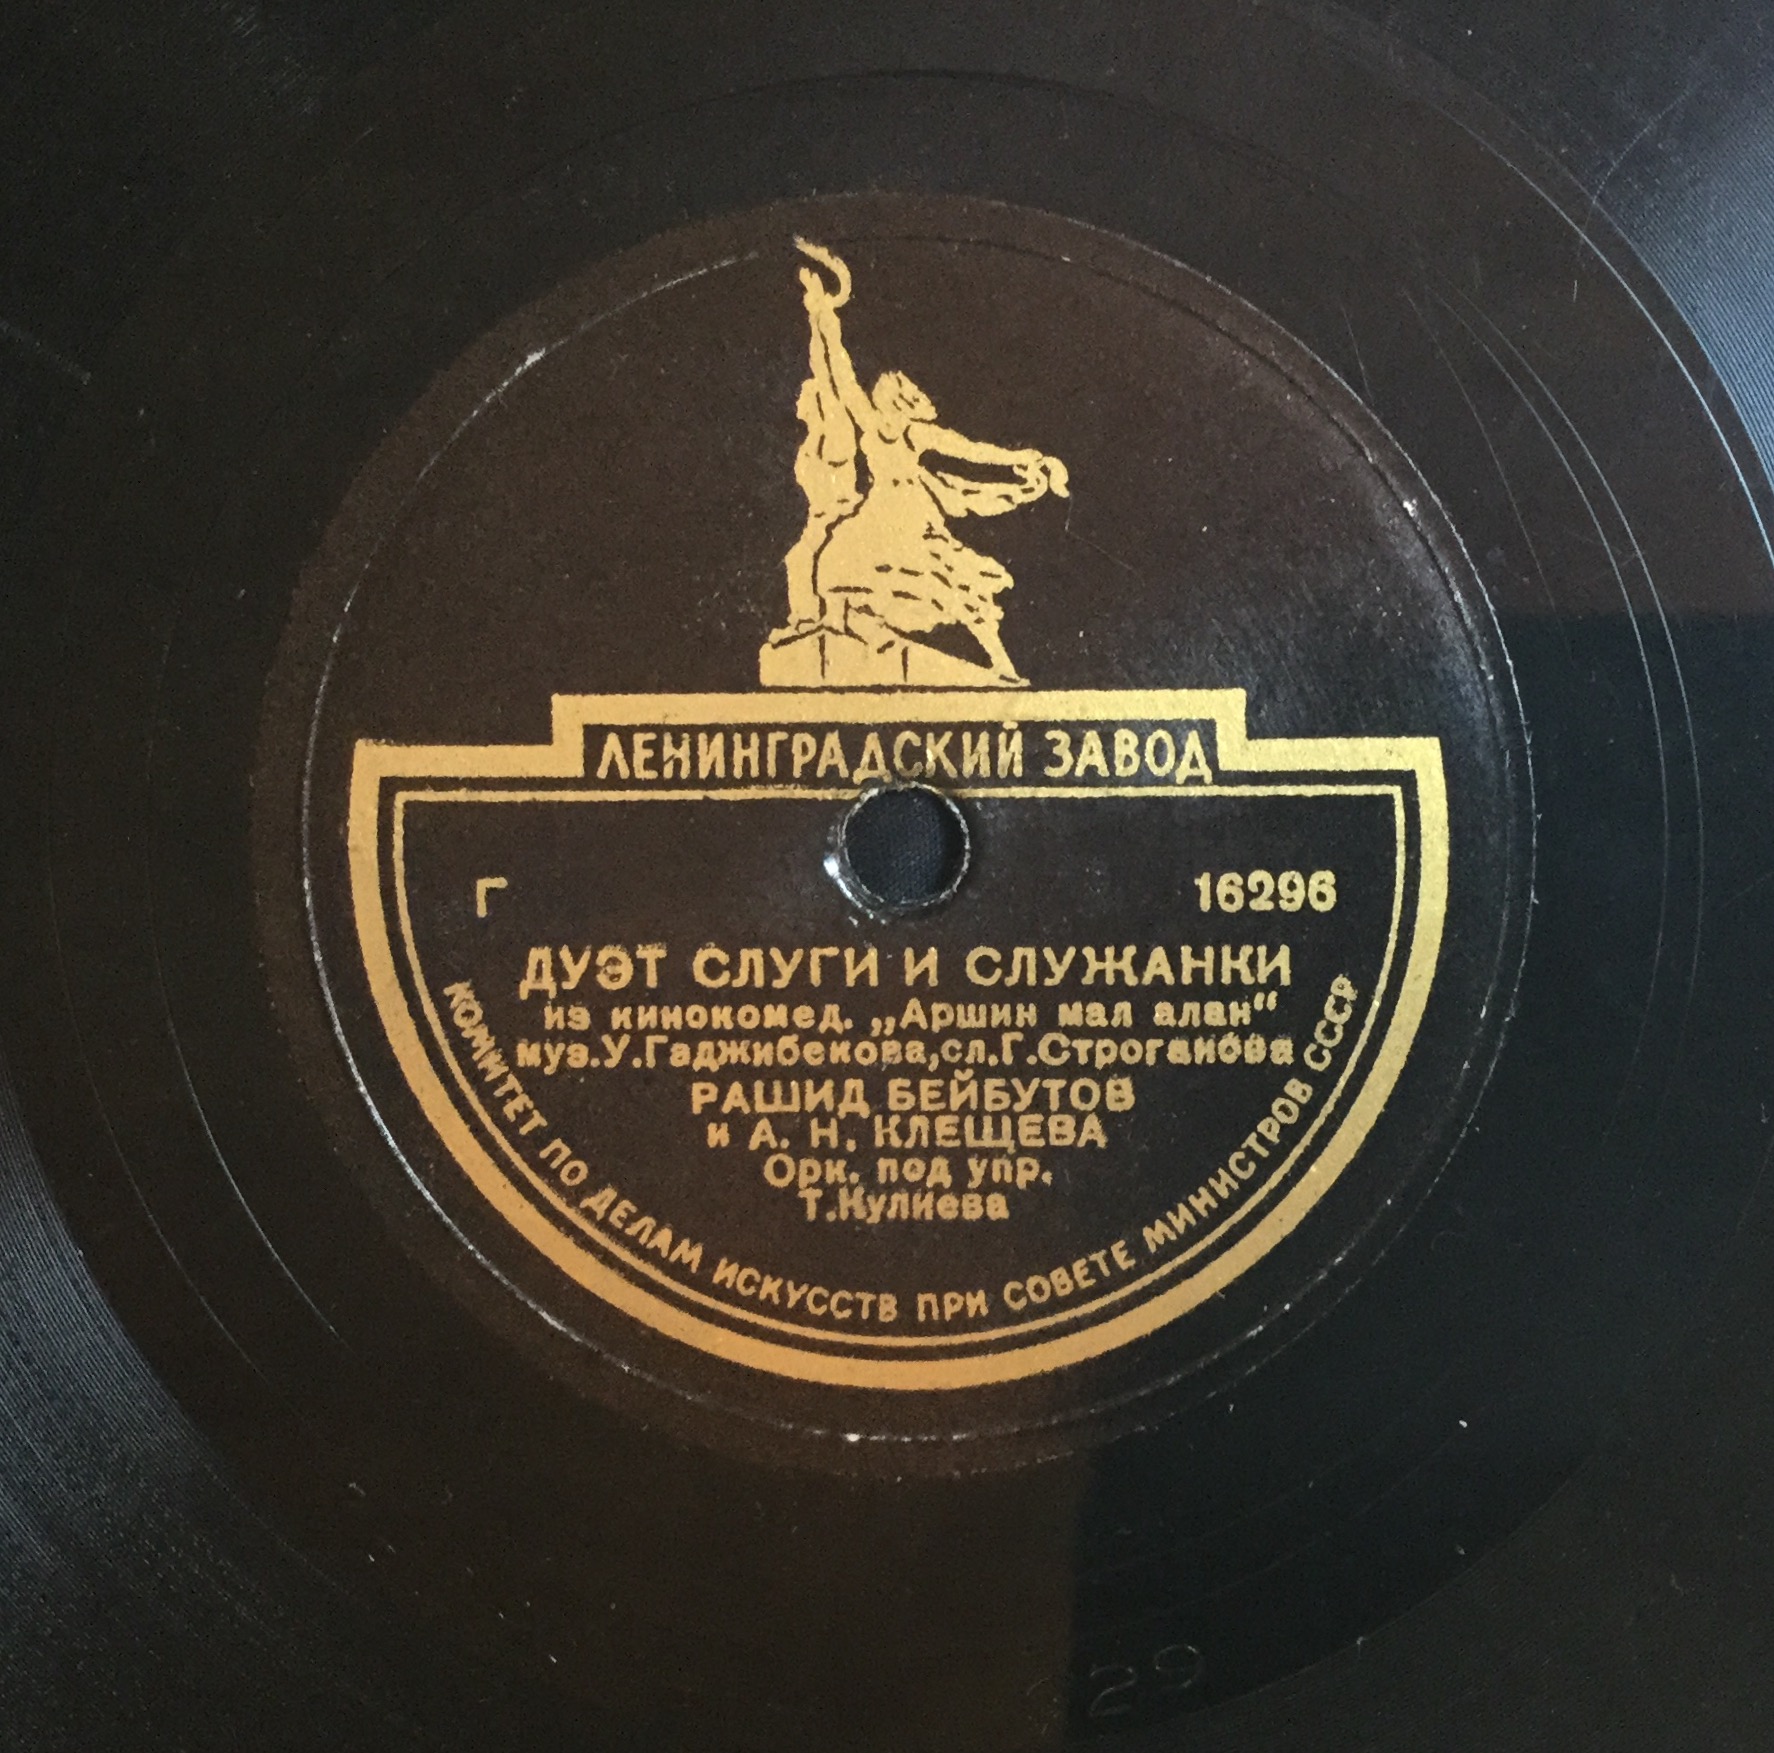 ЛЕНИНГРАДСКИЙ ЗАВОД
Г 16296
ДУЭТ СЛУГИ И СЛУЖАНКИ
из кинокомед. „Аршин мал алан“
муз.У.Гаджибекова,сл.Г.Строганова
РАШИД БЕЙБУТОВ
и А. Н. КЛЕЩЕВА
Орк. под упр.
Т.Кулиева
КОМИТЕТ ПО ДЕЛАМ ИСКУССТВ ПРИ СОВЕТЕ МИНИСТРОВ СССР
29